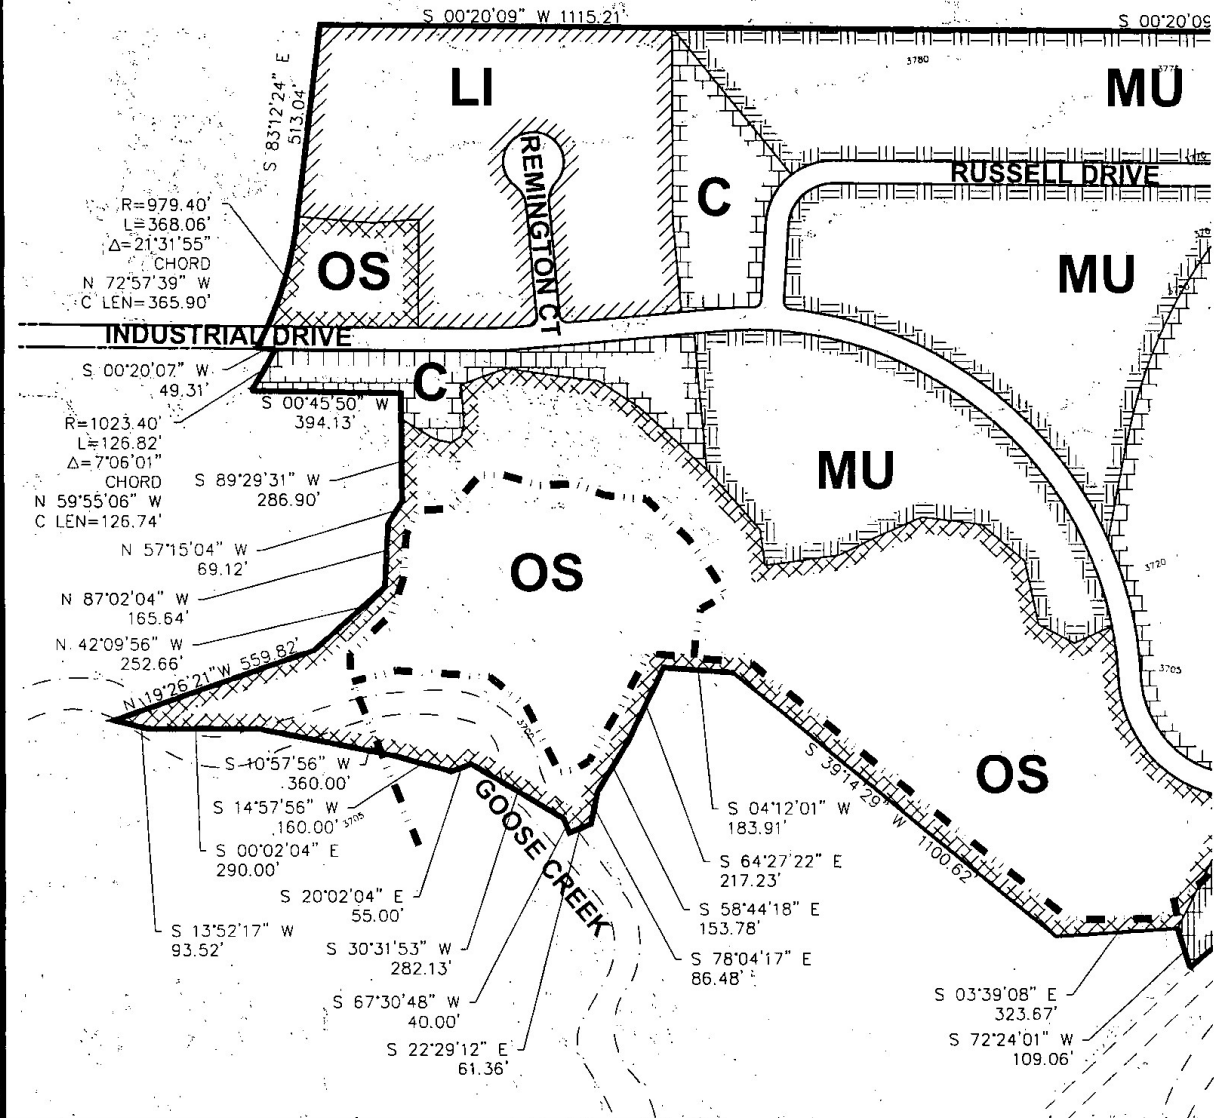 S 00°20'09" W 1115.21'
S 00°20'09
S 83°12'24" E
513.04'
LI
3780
3775
MU
REMINGTON CT
C
RUSSELL DRIVE
R=979.40'
L=368.06'
Δ=21°31'55"
CHORD
N 72°57'39" W
C LEN=365.90'
OS
MU
INDUSTRIAL DRIVE
S 00°20'07" W
49.31'
C
S 00°45'50" W
394.13'
R=1023.40'
L=126.82'
Δ=7°06'01"
CHORD
N 59°55'06" W
C LEN=126.74'
S 89°29'31" W
286.90'
MU
N 57°15'04" W
69.12'
OS
3720
N 87°02'04" W
165.64'
N 42°09'56" W
252.66'
N 19°26'21"W 559.82'
3705
3700
S 10°57'56" W
360.00'
S 14°57'56" W
160.00'
3705
S 00°02'04" E
290.00'
S 20°02'04" E
55.00'
S 13°52'17" W
93.52'
S 30°31'53" W
282.13'
S 67°30'48" W
40.00'
S 22°29'12" E
61.36'
GOOSE CREEK
S 39°14'29" W 1100.62'
OS
S 04°12'01" W
183.91'
S 64°27'22" E
217.23'
S 58°44'18" E
153.78'
S 78°04'17" E
86.48'
S 03°39'08" E
323.67'
S 72°24'01" W
109.06'